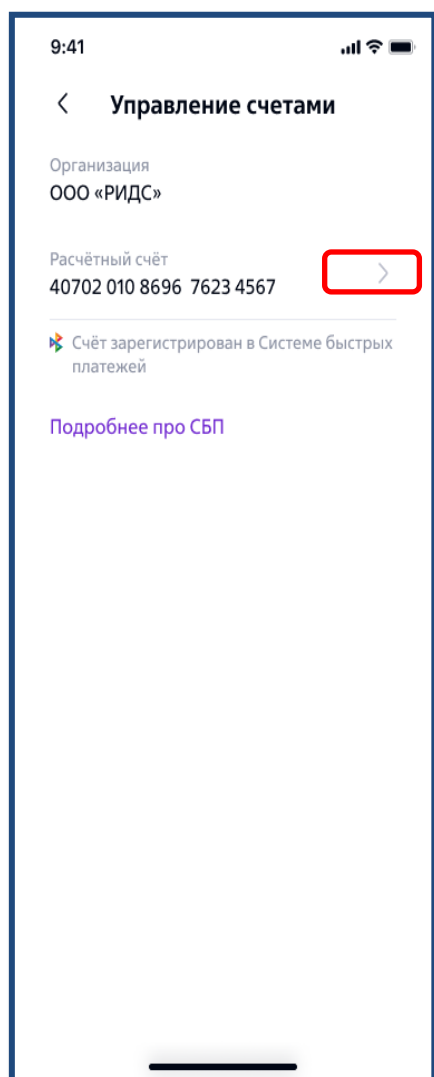 9:41
Управление счетами
Организация
ООО «РИДС»
Расчётный счёт
40702 010 8696 7623 4567
Счёт зарегистрирован в Системе быстрых
платежей
Подробнее про СБП